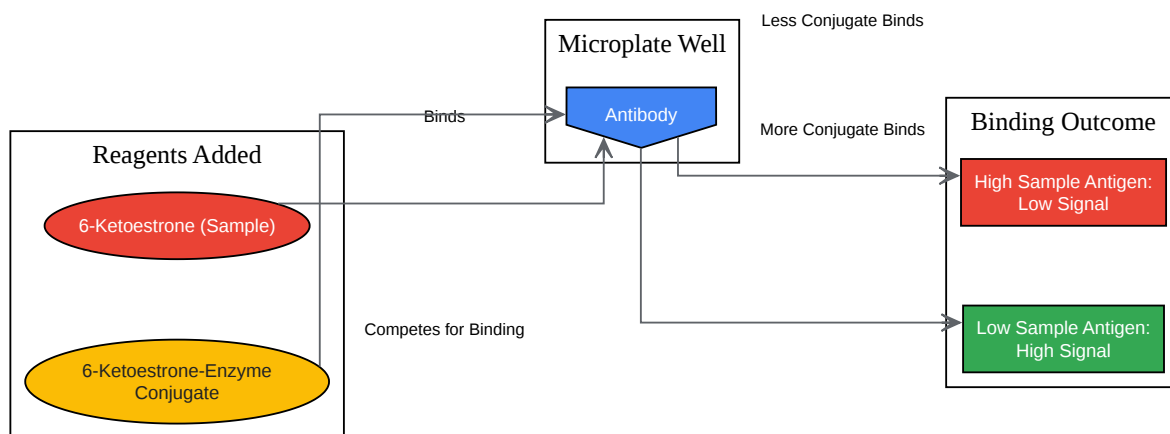 Less Conjugate Binds
Microplate Well
Antibody
Binds
More Conjugate Binds
Binding Outcome
Reagents Added
High Sample Antigen:
Low Signal
6-Ketoestrone (Sample)
Competes for Binding
Low Sample Antigen:
High Signal
6-Ketoestrone-Enzyme
Conjugate